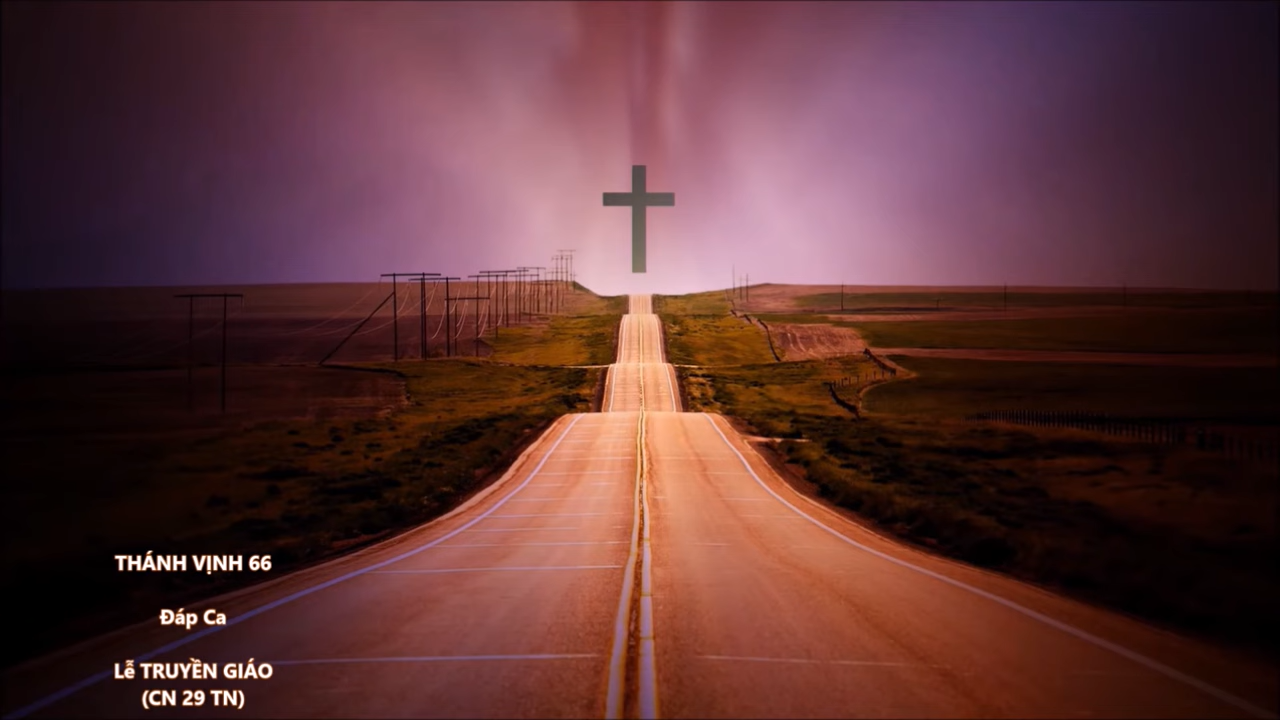 THÁNH VỊNH 66
Đáp Ca
Lễ TRUYỀN GIÁO
(CN 29 TN)